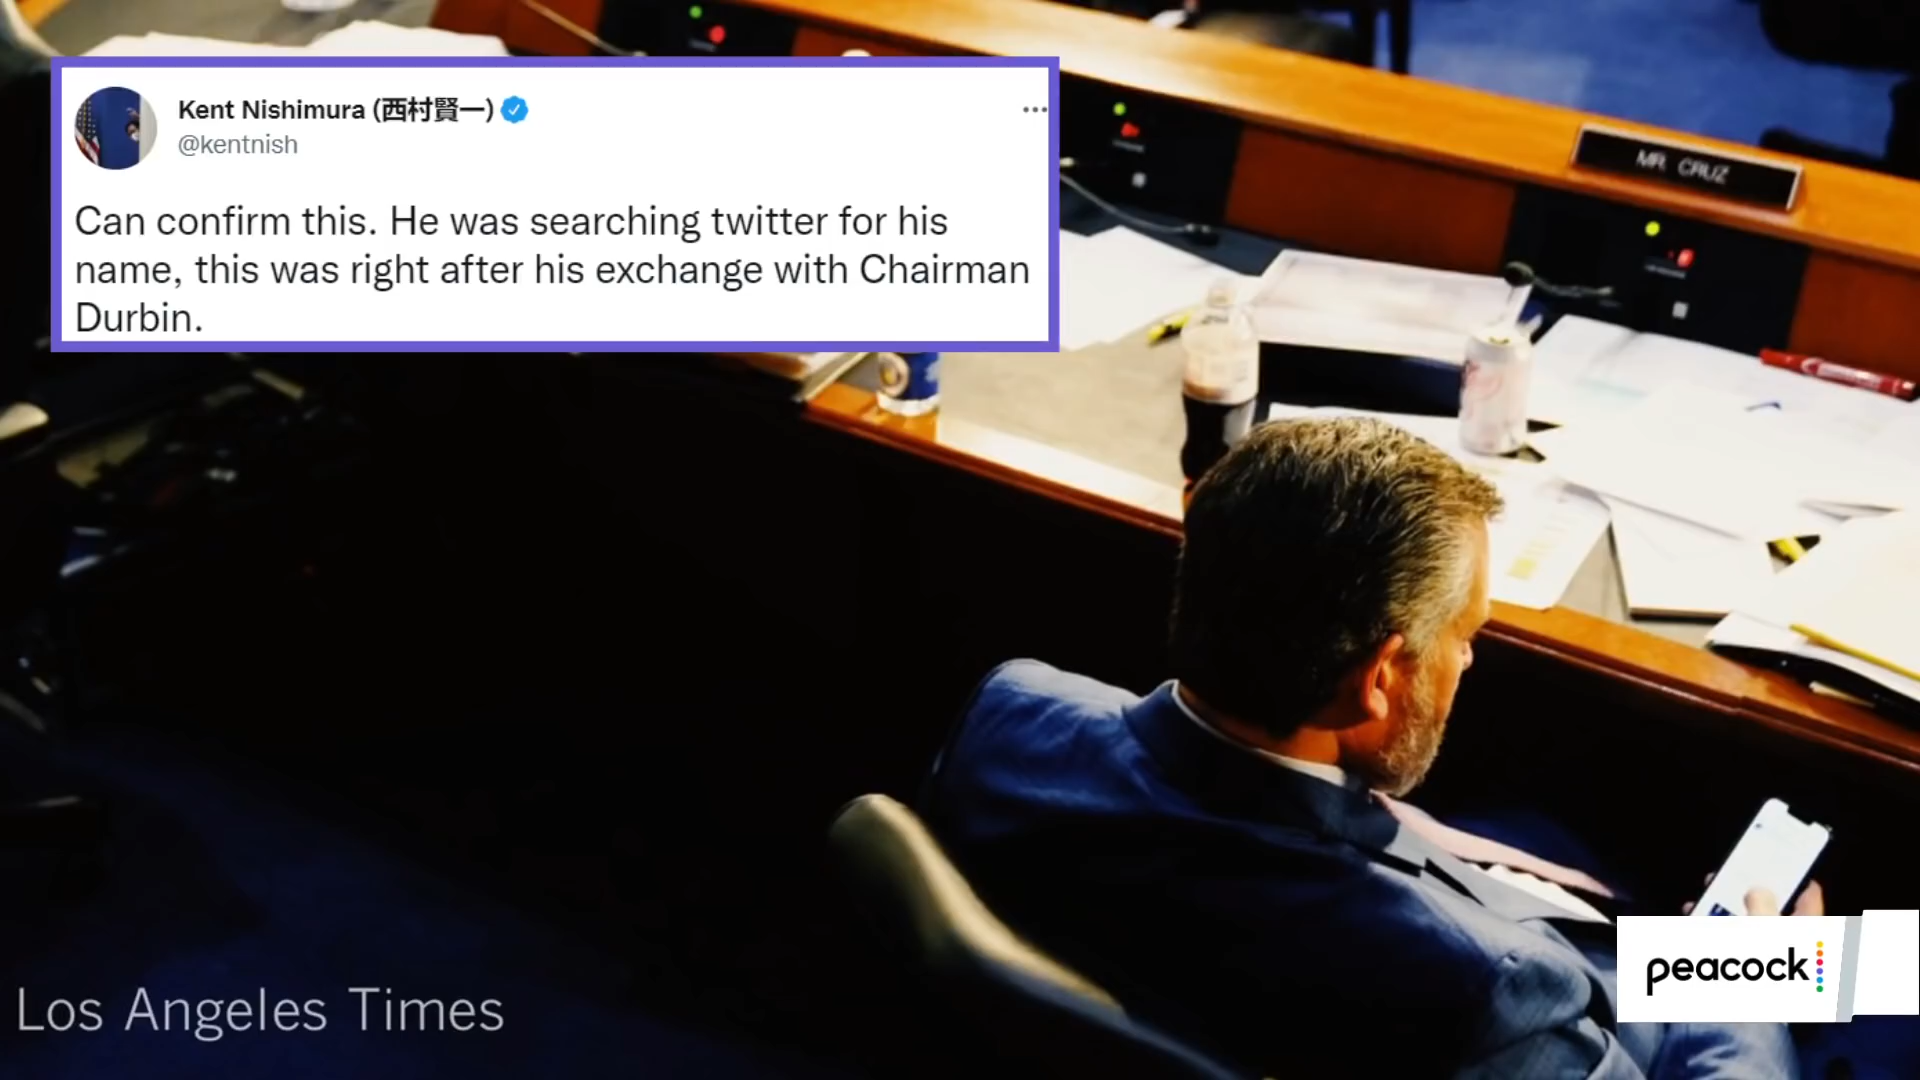 Kent Nishimura (西村賢一)
@kentnish
Can confirm this. He was searching twitter for his
name, this was right after his exchange with Chairman
Durbin.
MR. CRUZ
peacock
Los Angeles Times